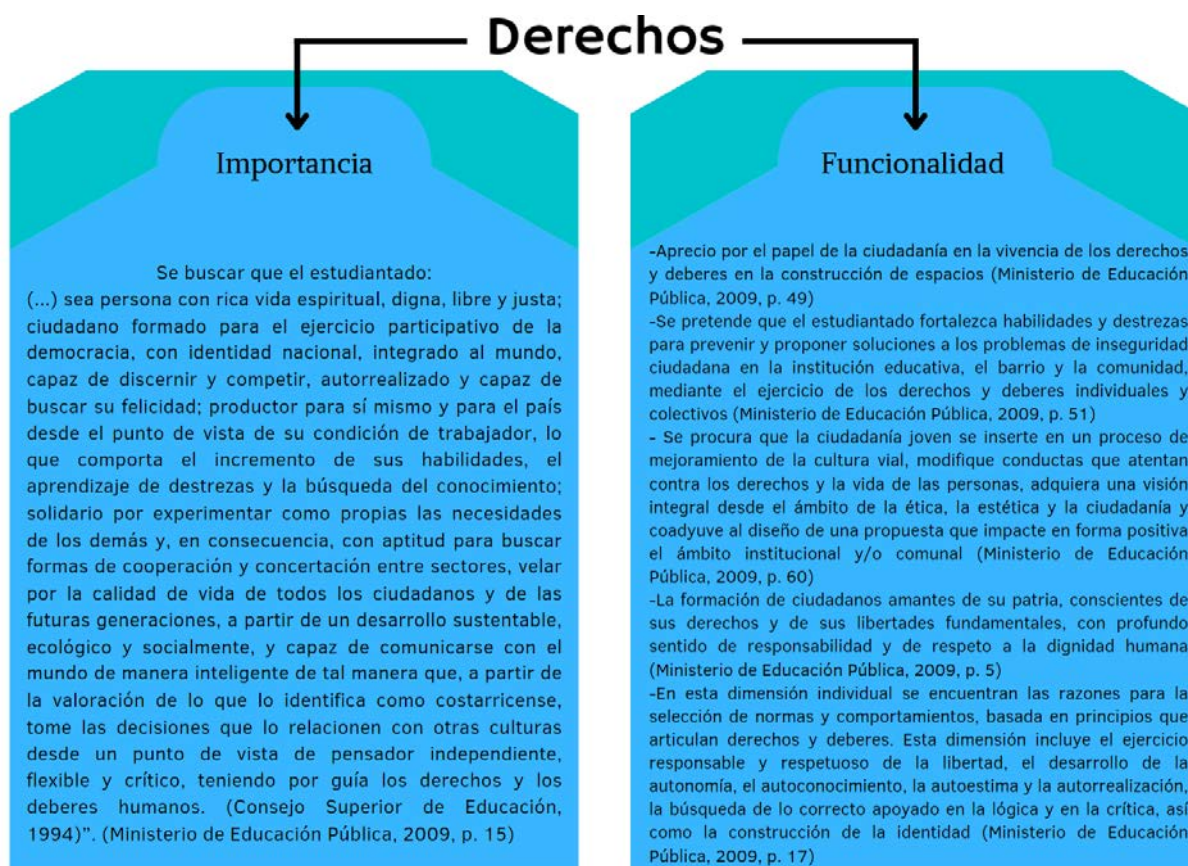 Derechos
Importancia
Se buscar que el estudiantado:
(...) sea persona con rica vida espiritual, digna, libre y justa;
ciudadano formado para el ejercicio participativo de la
democracia, con identidad nacional, integrado al mundo,
capaz de discernir y competir, autorrealizado y capaz de
buscar su felicidad; productor para sí mismo y para el país
desde el punto de vista de su condición de trabajador, lo
que comporta el incremento de sus habilidades, el
aprendizaje de destrezas y la búsqueda del conocimiento;
solidario por experimentar como propias las necesidades
de los demás y, en consecuencia, con aptitud para buscar
formas de cooperación y concertación entre sectores, velar
por la calidad de vida de todos los ciudadanos y de las
futuras generaciones, a partir de un desarrollo sustentable,
ecológico y socialmente, y capaz de comunicarse con el
mundo de manera inteligente de tal manera que, a partir de
la valoración de lo que lo identifica como costarricense,
tome las decisiones que lo relacionen con otras culturas
desde un punto de vista de pensador independiente,
flexible y crítico, teniendo por guía los derechos y los
deberes humanos. (Consejo Superior de Educación,
1994)”. (Ministerio de Educación Pública, 2009, p. 15)
Funcionalidad
-Aprecio por el papel de la ciudadanía en la vivencia de los derechos
y deberes en la construcción de espacios (Ministerio de Educación
Pública, 2009, p. 49)
-Se pretende que el estudiantado fortalezca habilidades y destrezas
para prevenir y proponer soluciones a los problemas de inseguridad
ciudadana en la institución educativa, el barrio y la comunidad,
mediante el ejercicio de los derechos y deberes individuales y
colectivos (Ministerio de Educación Pública, 2009, p. 51)
- Se procura que la ciudadanía joven se inserte en un proceso de
mejoramiento de la cultura vial, modifique conductas que atentan
contra los derechos y la vida de las personas, adquiera una visión
integral desde el ámbito de la ética, la estética y la ciudadanía y
coadyuve al diseño de una propuesta que impacte en forma positiva
el ámbito institucional y/o comunal (Ministerio de Educación
Pública, 2009, p. 60)
-La formación de ciudadanos amantes de su patria, conscientes de
sus derechos y de sus libertades fundamentales, con profundo
sentido de responsabilidad y de respeto a la dignidad humana
(Ministerio de Educación Pública, 2009, p. 5)
-En esta dimensión individual se encuentran las razones para la
selección de normas y comportamientos, basada en principios que
articulan derechos y deberes. Esta dimensión incluye el ejercicio
responsable y respetuoso de la libertad, el desarrollo de la
autonomía, el autoconocimiento, la autoestima y la autorrealización,
la búsqueda de lo correcto apoyado en la lógica y en la crítica, así
como la construcción de la identidad (Ministerio de Educación
Pública, 2009, p. 17)